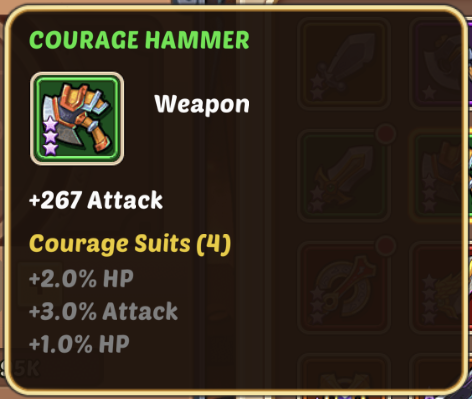 COURAGE HAMMER
Weapon
+267 Attack
Courage Suits (4)
+2.0% HP
+3.0% Attack
+1.0% HP